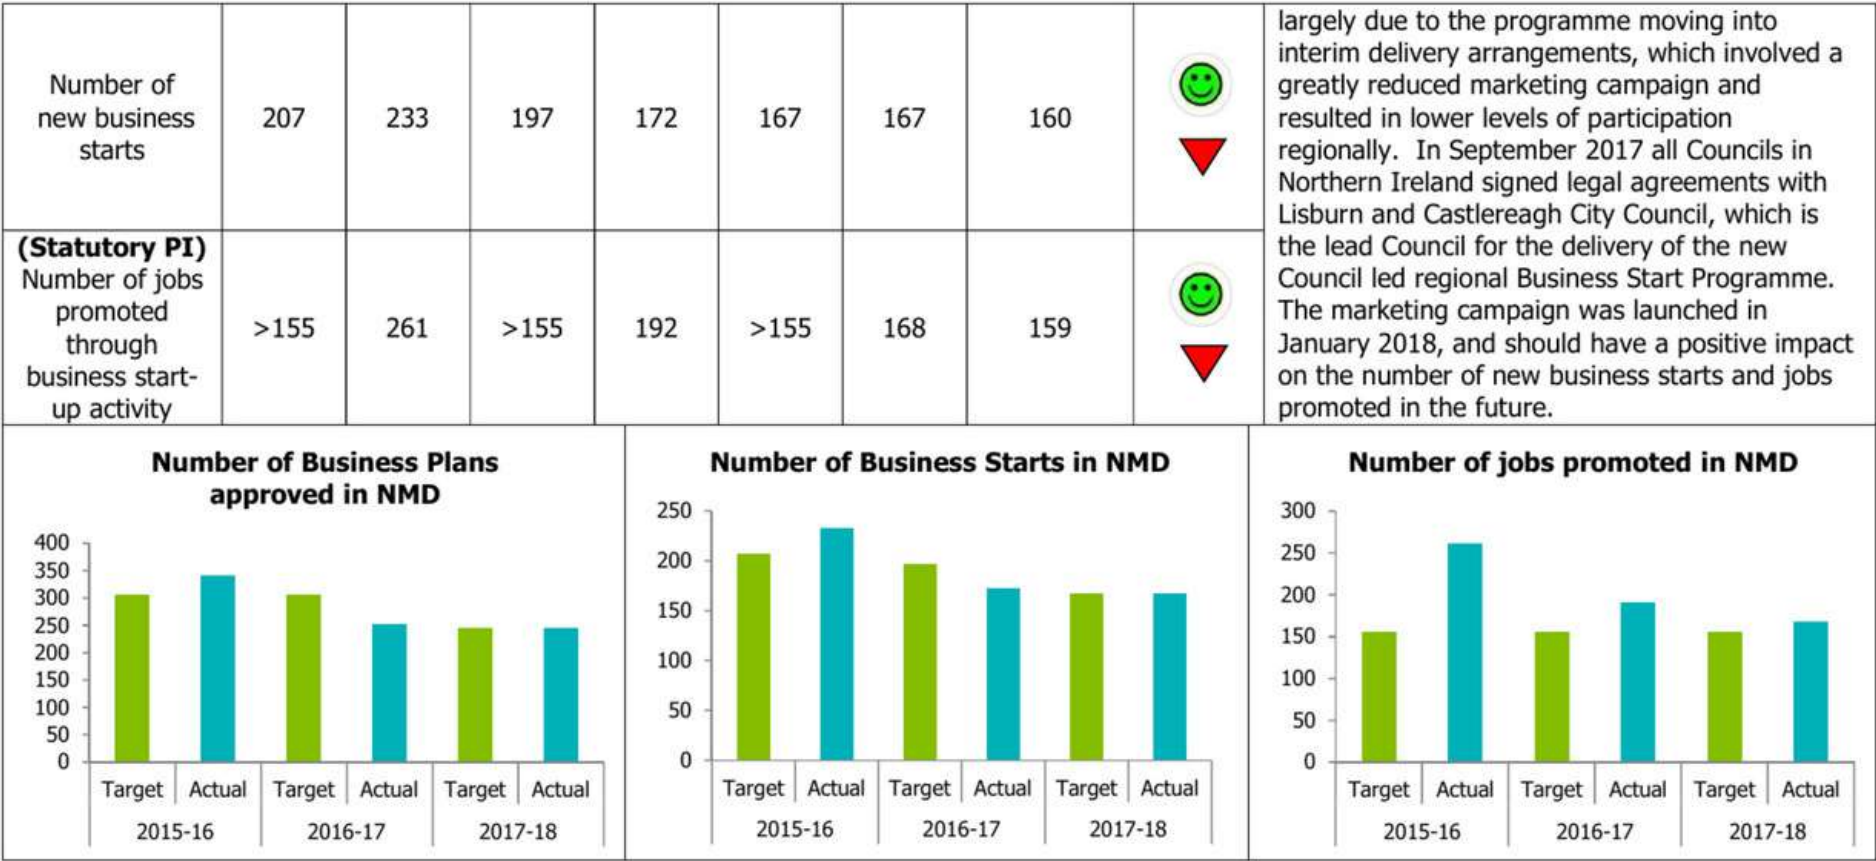 Number of
new business
starts
207 233 197 172 167 167 160
largely due to the programme moving into
interim delivery arrangements, which involved a
greatly reduced marketing campaign and
resulted in lower levels of participation
regionally. In September 2017 all Councils in
Northern Ireland signed legal agreements with
Lisburn and Castlereagh City Council, which is
the lead Council for the delivery of the new
Council led regional Business Start Programme.
The marketing campaign was launched in
January 2018, and should have a positive impact
on the number of new business starts and jobs
promoted in the future.
(Statutory PI)
Number of jobs
promoted
through
business start-
up activity
>155 261 >155 192 >155 168 159
Number of Business Plans
approved in NMD
400
350
300
250
200
150
100
50
0
Target Actual Target Actual Target Actual
2015-16 2016-17 2017-18
Number of Business Starts in NMD
250
200
150
100
50
0
Target Actual Target Actual Target Actual
2015-16 2016-17 2017-18
Number of jobs promoted in NMD
300
250
200
150
100
50
0
Target Actual Target Actual Target Actual
2015-16 2016-17 2017-18